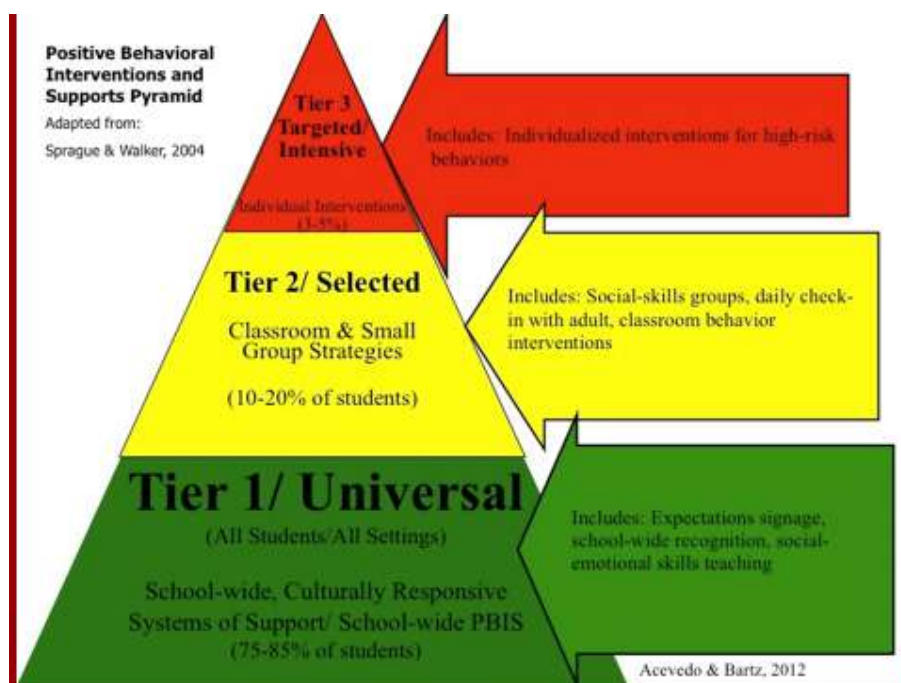 Positive Behavioral
Interventions and
Supports Pyramid
Adapted from:
Sprague & Walker, 2004
Tier 3
Targeted/
Intensive
Individual Interventions
(3-5%)
Includes: Individualized interventions for high-risk
behaviors
Tier 2/ Selected
Classroom & Small
Group Strategies
(10-20% of students)
Includes: Social-skills groups, daily check-
in with adult, classroom behavior
interventions
Tier 1/ Universal
(All Students/All Settings)
School-wide, Culturally Responsive
Systems of Support/ School-wide PBIS
(75-85% of students)
Includes: Expectations signage,
school-wide recognition, social-
emotional skills teaching
Acevedo & Bartz, 2012